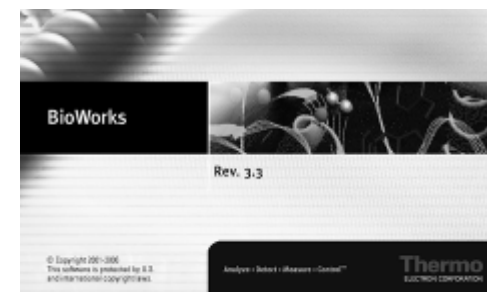 BioWorks
Rev. 3.3
© Copyright 2001-2006
This software is protected by U.S.
and international copyright laws.
Analyze • Detect • Measure • Control™
Thermo
ELECTRON CORPORATION